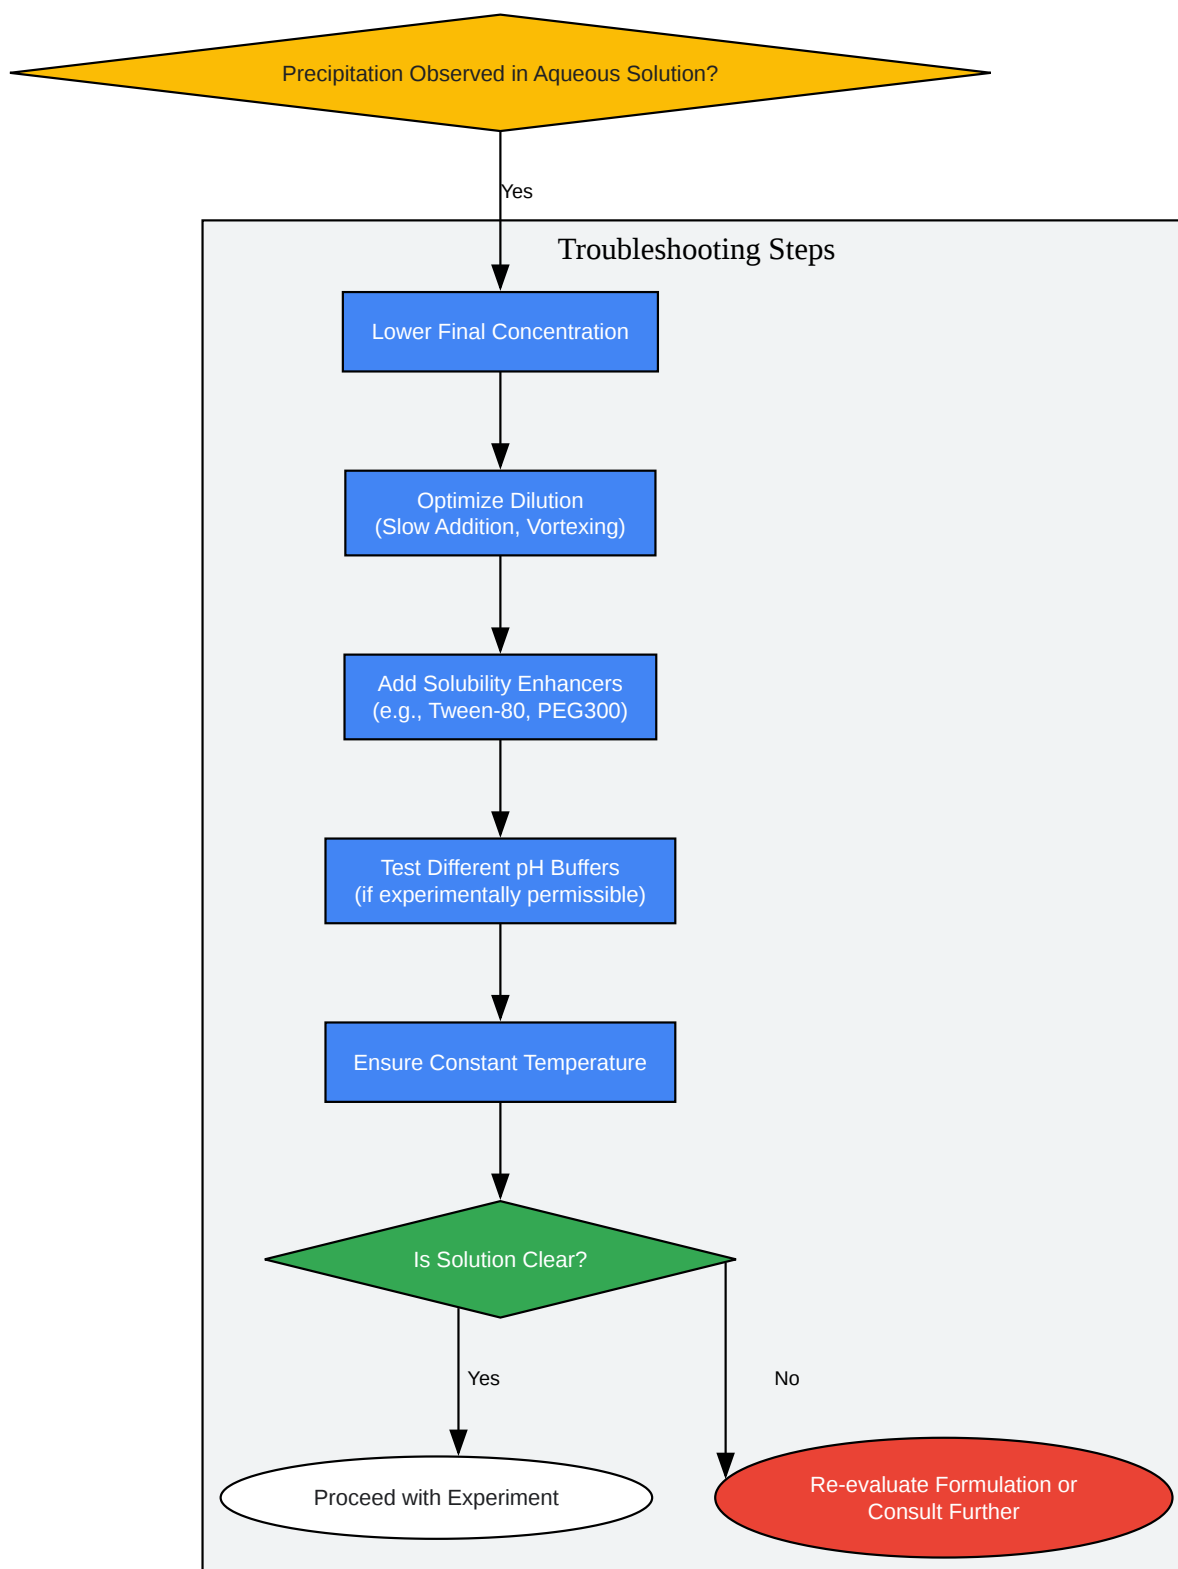 Precipitation Observed in Aqueous Solution?
Yes
Troubleshooting Steps
Lower Final Concentration
Optimize Dilution
(Slow Addition, Vortexing)
Add Solubility Enhancers
(e.g., Tween-80, PEG300)
Test Different pH Buffers
(if experimentally permissible)
Ensure Constant Temperature
Is Solution Clear?
Yes
No
Proceed with Experiment
Re-evaluate Formulation or
Consult Further